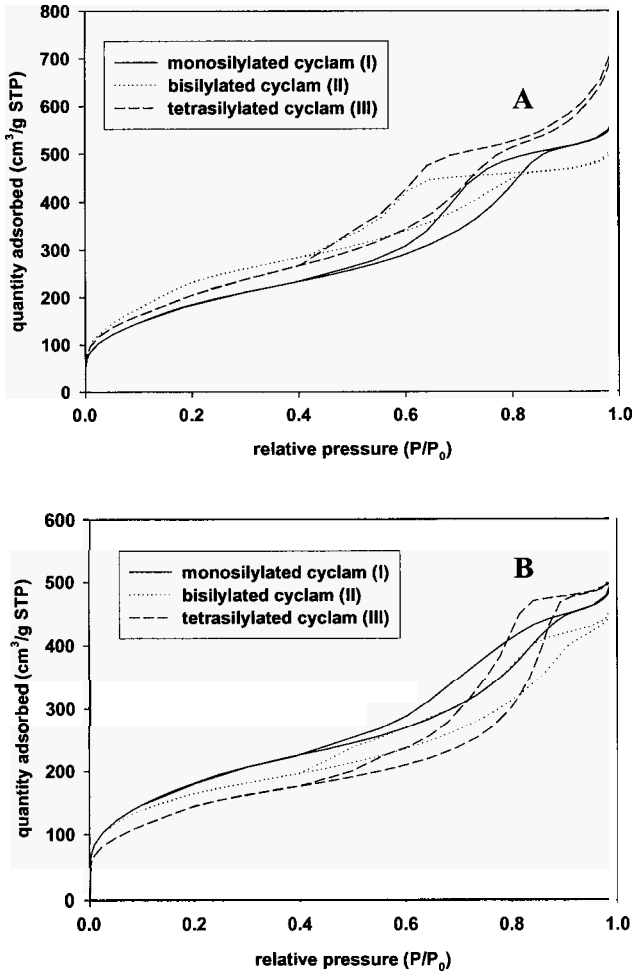 800
700
600
500
400
300
200
100
0
quantity adsorbed (cm³/g STP)
monosilylated cyclam (I)
bisilylated cyclam (II)
tetrasilylated cyclam (III)
A
0.0 0.2 0.4 0.6 0.8 1.0
relative pressure (P/P₀)
600
500
400
300
200
100
0
quantity adsorbed (cm³/g STP)
monosilylated cyclam (I)
bisilylated cyclam (II)
tetrasilylated cyclam (III)
B
0.0 0.2 0.4 0.6 0.8 1.0
relative pressure (P/P₀)